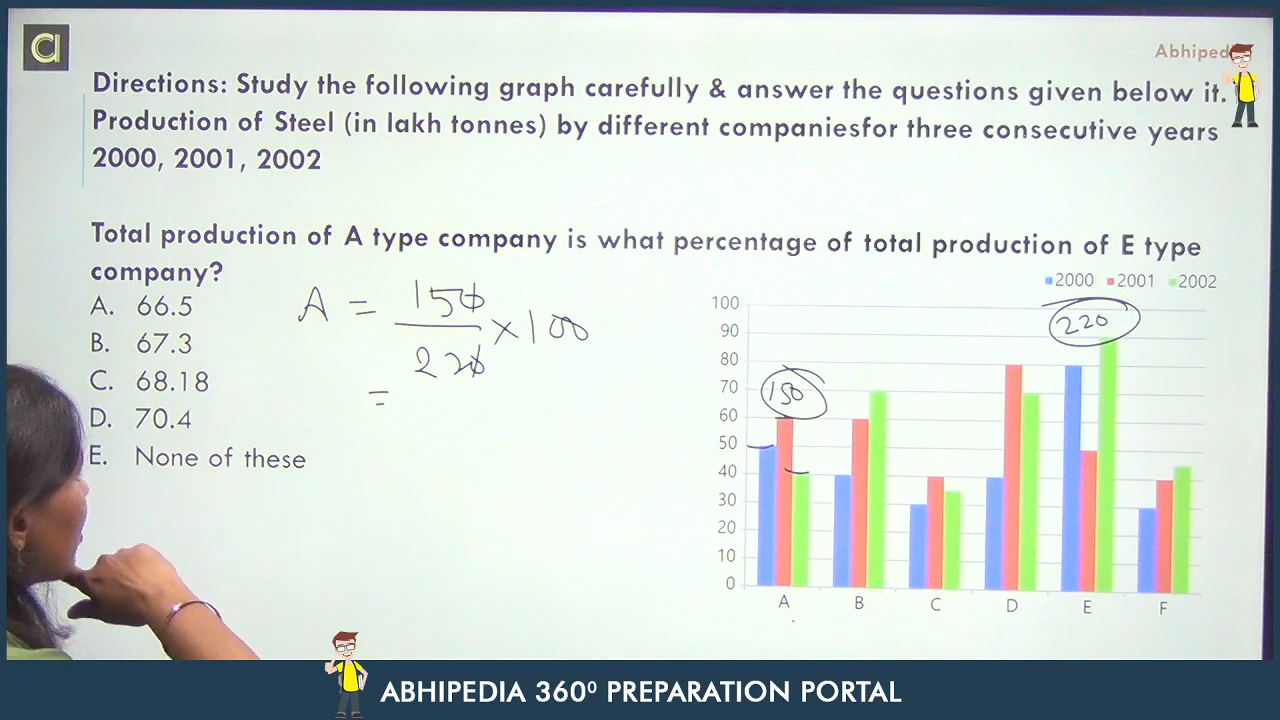 a
Abhiped
Directions: Study the following graph carefully & answer the questions given below it.
Production of Steel (in lakh tonnes) by different companiesfor three consecutive years
2000, 2001, 2002
Total production of A type company is what percentage of total production of E type
company?
A. 66.5
B. 67.3
C. 68.18
D. 70.4
E. None of these
A = 150
220
× 100
=
2000 2001 2002
100
90
80
70
60
50
40
30
20
10
0
150
220
A B C D E F
ABHIPEDIA 360⁰ PREPARATION PORTAL